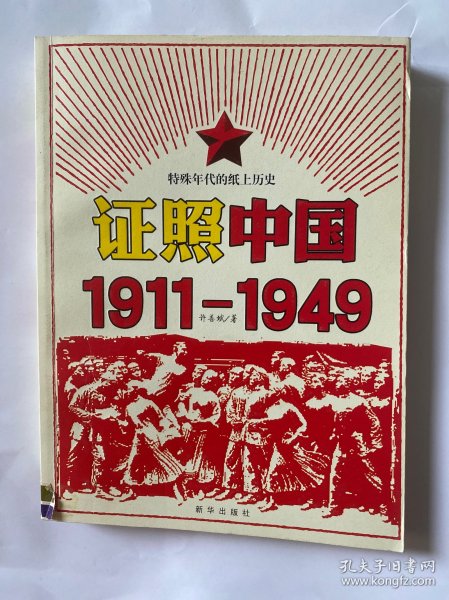 特殊年代的纸上历史
证照中国
1911-1949
许善斌/著
新华出版社
孔夫子旧书网
www.kongfz.com